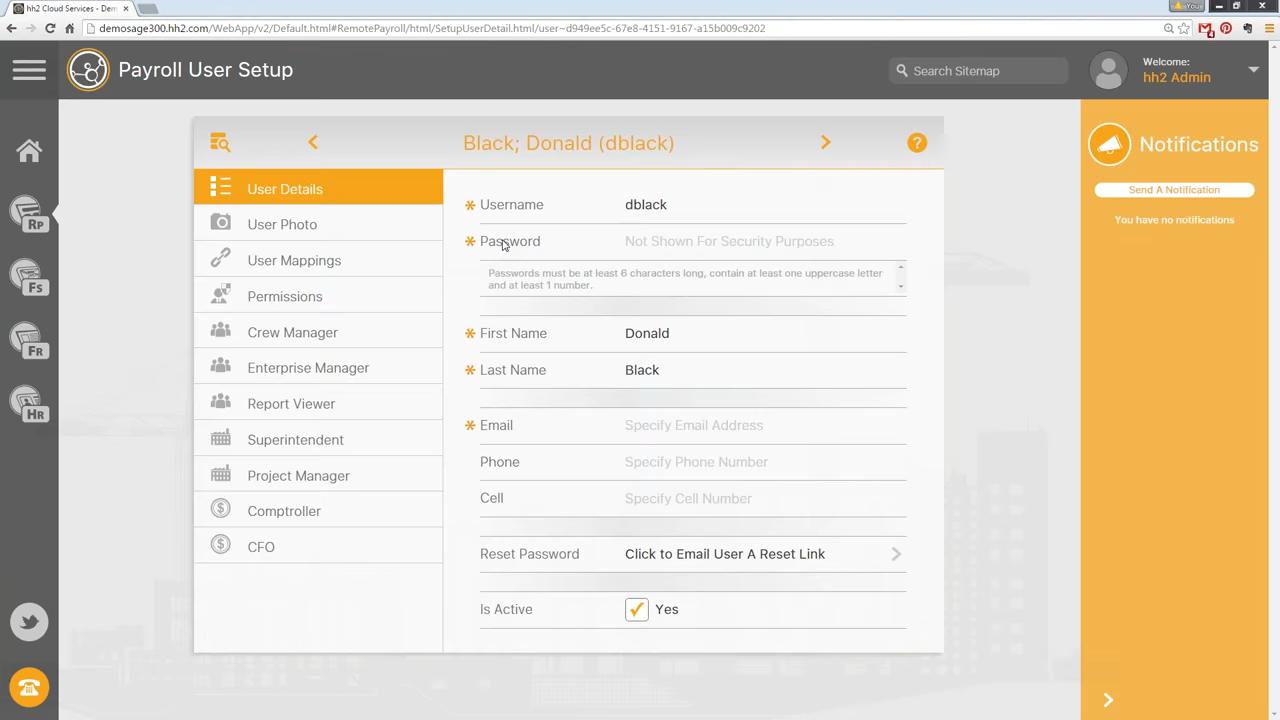 hh2 Cloud Services - Dem
Youe
demosage300.hh2.com/WebApp/v2/Default.html#RemotePayroll/html/SetupUserDetail.html/user~d949ee5c-67e8-4151-9167-a15b009c9202
4
Payroll User Setup
Search Sitemap
Welcome:
hh2 Admin
Black; Donald (dblack)
?
Notifications
Send A Notification
You have no notifications
Rp
Fs
Fr
Hr
User Details
User Photo
User Mappings
Permissions
Crew Manager
Enterprise Manager
Report Viewer
Superintendent
Project Manager
Comptroller
CFO
* Username dblack
* Password Not Shown For Security Purposes
Passwords must be at least 6 characters long, contain at least one uppercase letter
and at least 1 number.
* First Name Donald
* Last Name Black
* Email Specify Email Address
Phone Specify Phone Number
Cell Specify Cell Number
Reset Password Click to Email User A Reset Link
Is Active Yes